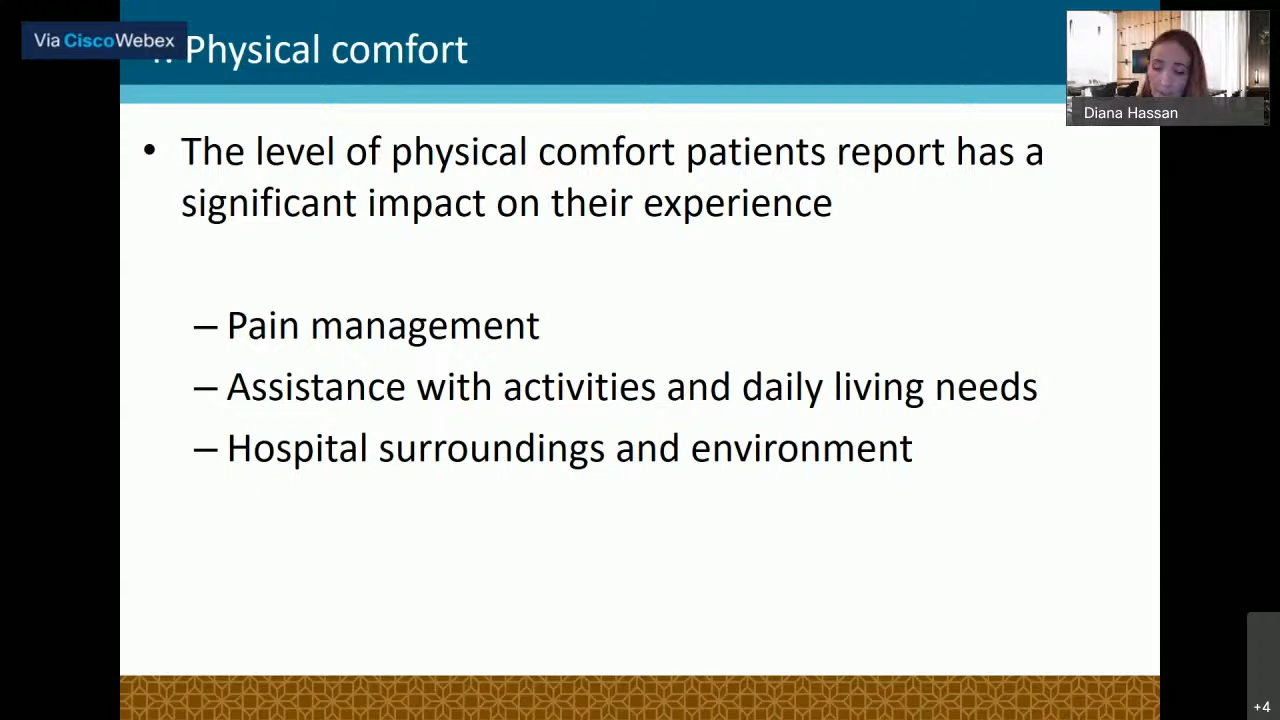 Via CiscoWebex
Physical comfort
Diana Hassan
• The level of physical comfort patients report has a
significant impact on their experience
– Pain management
– Assistance with activities and daily living needs
– Hospital surroundings and environment
+4